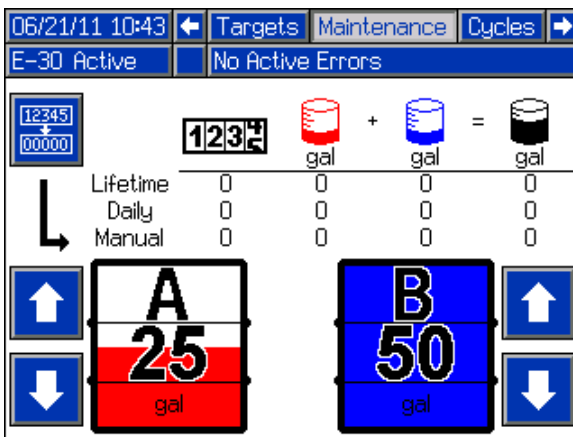 06/21/11 10:43 Targets Maintenance Cycles
E-30 Active No Active Errors
12345
00000
12345
+ =
gal gal gal
Lifetime 0 0 0 0
Daily 0 0 0 0
Manual 0 0 0 0
A B
25 50
gal gal